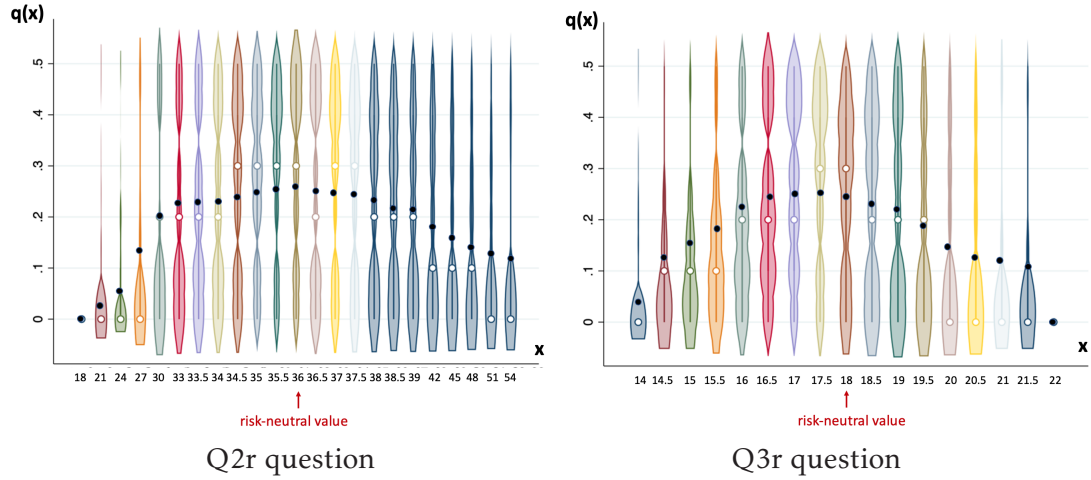 q(x)
.5
.4
.3
.2
.1
0
18 21 24 27 30 33 33.5 34 34.5 35 35.5 36 36.5 37 37.5 38 38.5 39 42 45 48 51 54
x
risk-neutral value
Q2r question
q(x)
.5
.4
.3
.2
.1
0
14 14.5 15 15.5 16 16.5 17 17.5 18 18.5 19 19.5 20 20.5 21 21.5 22
x
risk-neutral value
Q3r question